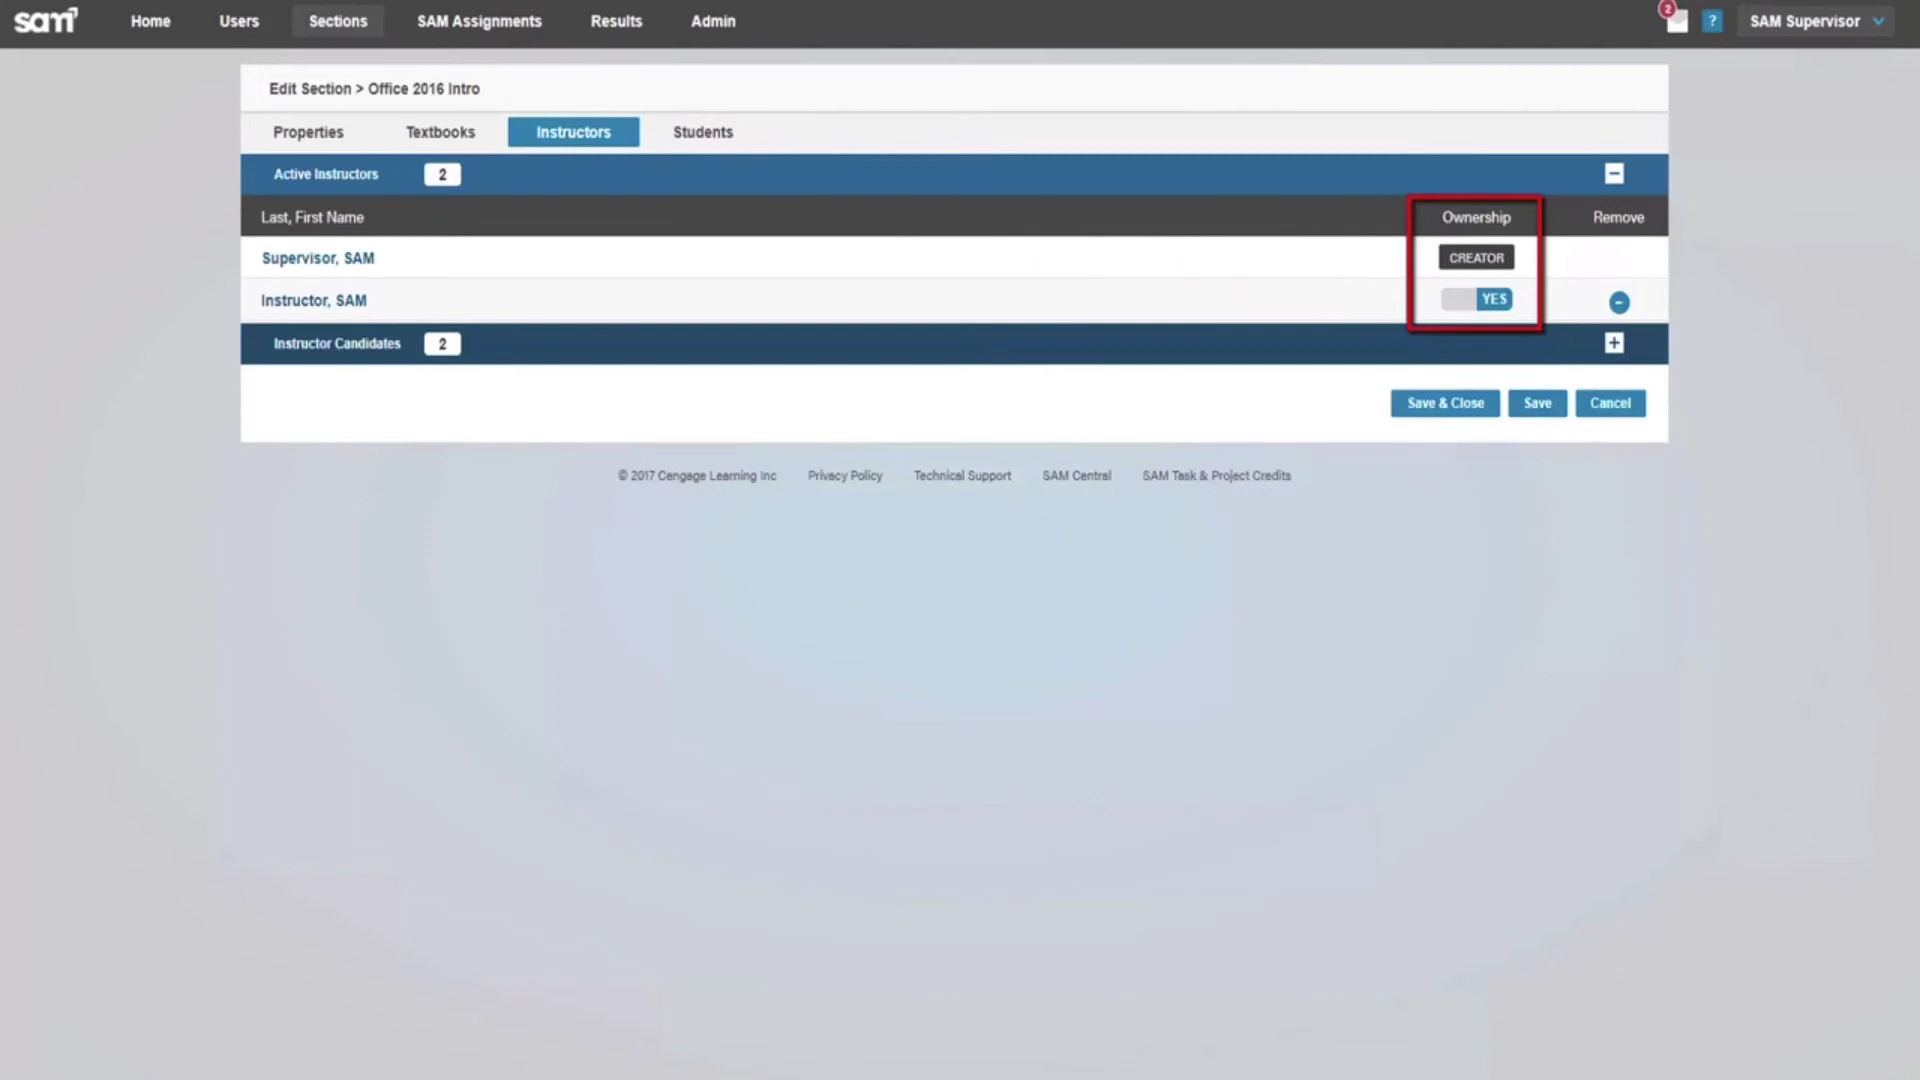 sam Home Users Sections SAM Assignments Results Admin 2 ? SAM Supervisor
Edit Section > Office 2016 Intro
Properties Textbooks Instructors Students
Active Instructors 2
Last, First Name Ownership Remove
Supervisor, SAM CREATOR
Instructor, SAM YES
Instructor Candidates 2
Save & Close Save Cancel
© 2017 Cengage Learning Inc Privacy Policy Technical Support SAM Central SAM Task & Project Credits